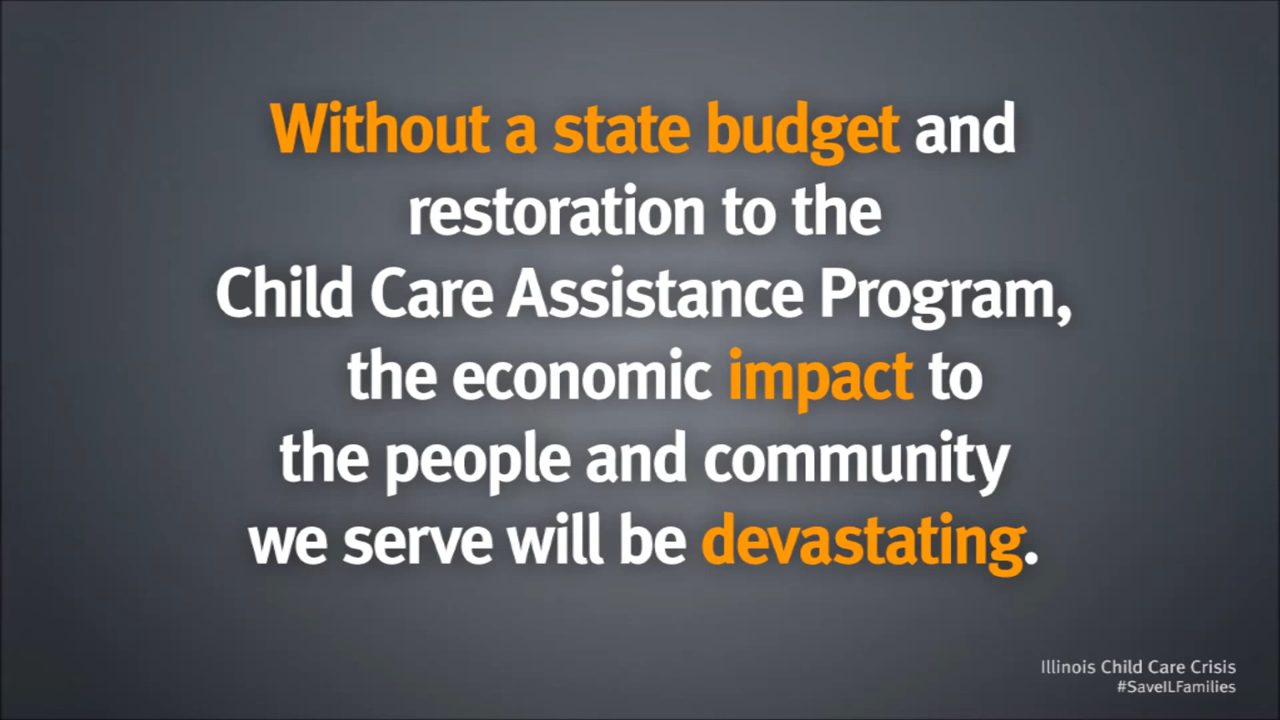 Without a state budget and
restoration to the
Child Care Assistance Program,
the economic impact to
the people and community
we serve will be devastating.
Illinois Child Care Crisis
#SaveILFamilies